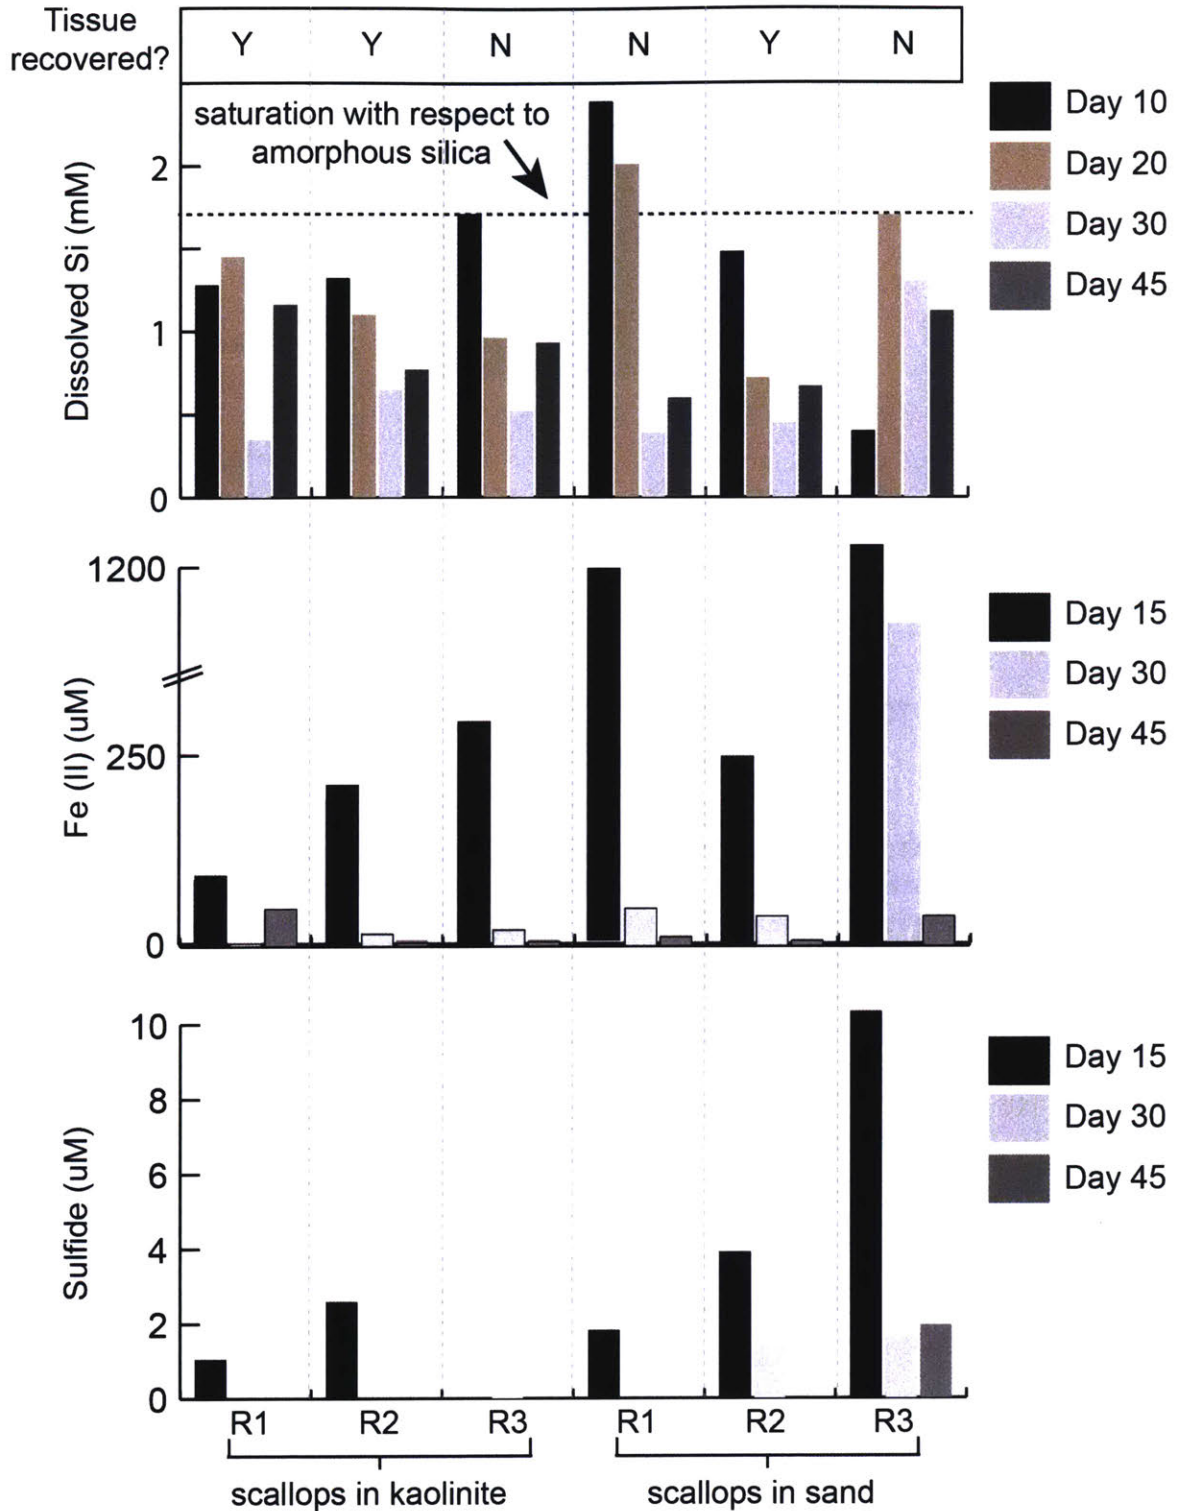 Tissue
recovered?
Y Y N N Y N
saturation with respect to
amorphous silica
Dissolved Si (mM)
2
1
0
Day 10
Day 20
Day 30
Day 45
Fe (II) (uM)
1200
250
0
Day 15
Day 30
Day 45
Sulfide (uM)
10
8
6
4
2
0
Day 15
Day 30
Day 45
R1 R2 R3 R1 R2 R3
scallops in kaolinite scallops in sand